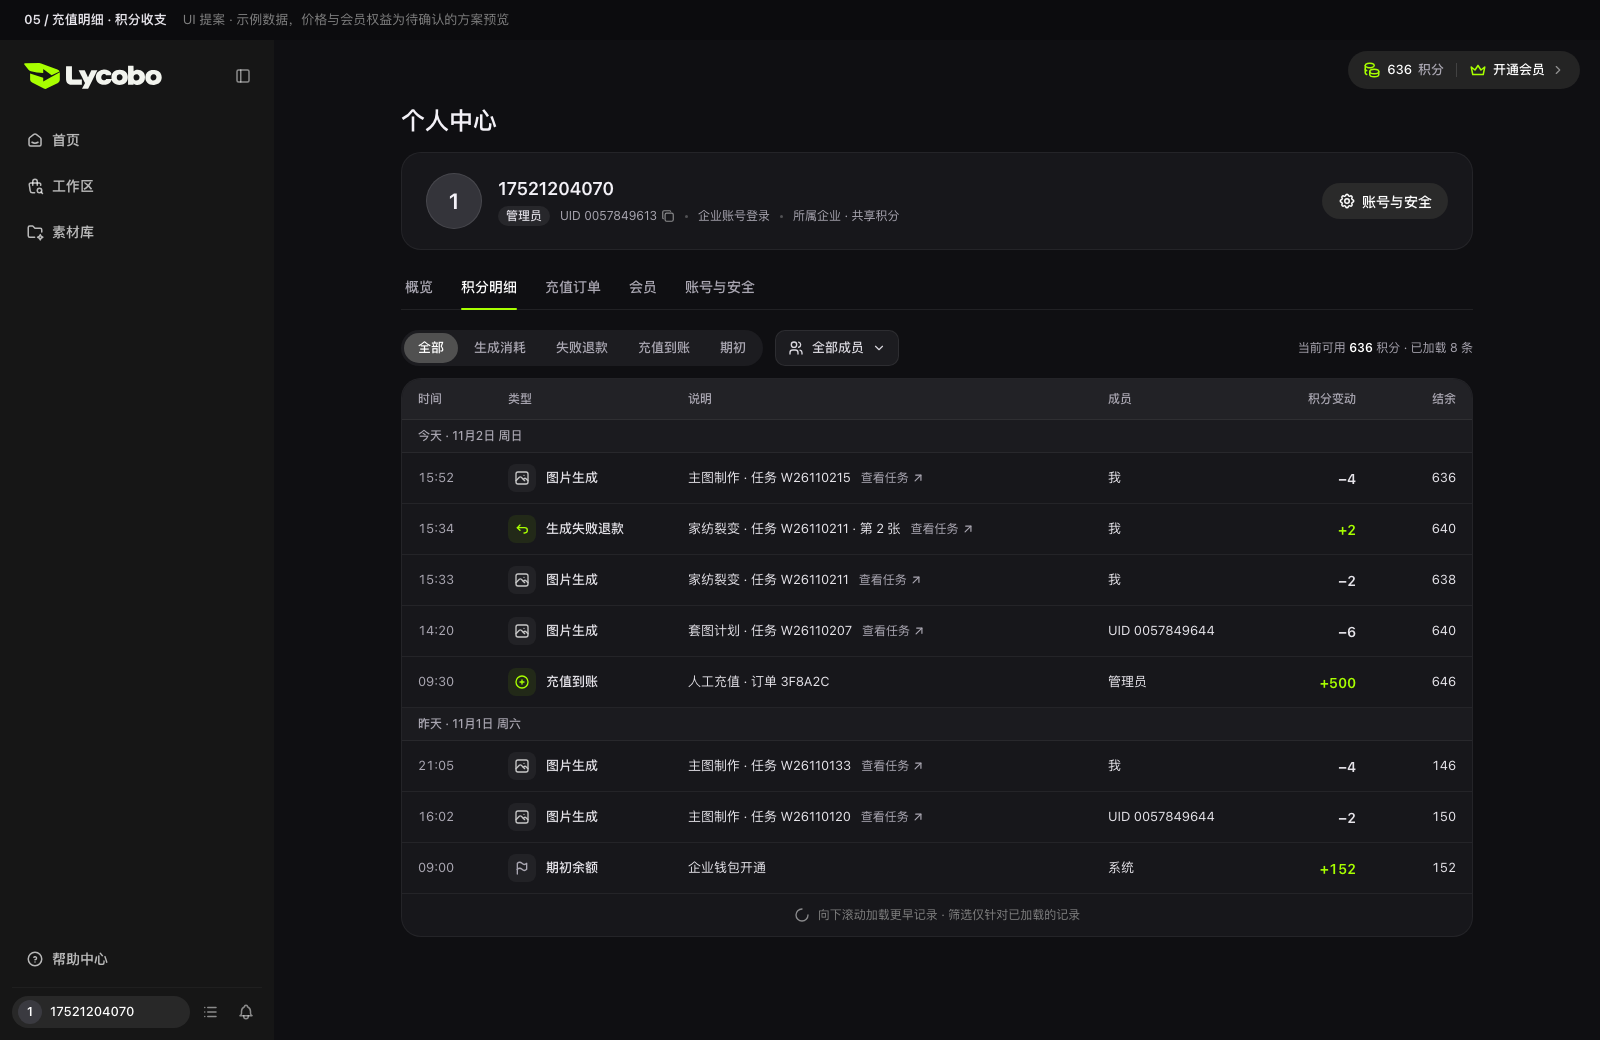 05 / 充值明细 · 积分收支 UI 提案 · 示例数据，价格与会员权益为待确认的方案预览
Lycobo
636 积分 开通会员
首页
工作区
素材库
个人中心
1
17521204070
管理员 UID 0057849613 • 企业账号登录 • 所属企业 · 共享积分
账号与安全
概览 积分明细 充值订单 会员 账号与安全
全部 生成消耗 失败退款 充值到账 期初 全部成员 当前可用 636 积分 · 已加载 8 条
时间 类型 说明 成员 积分变动 结余
今天 · 11月2日 周日
15:52 图片生成 主图制作 · 任务 W26110215 查看任务 我 −4 636
15:34 生成失败退款 家纺裂变 · 任务 W26110211 · 第 2 张 查看任务 我 +2 640
15:33 图片生成 家纺裂变 · 任务 W26110211 查看任务 我 −2 638
14:20 图片生成 套图计划 · 任务 W26110207 查看任务 UID 0057849644 −6 640
09:30 充值到账 人工充值 · 订单 3F8A2C 管理员 +500 646
昨天 · 11月1日 周六
21:05 图片生成 主图制作 · 任务 W26110133 查看任务 我 −4 146
16:02 图片生成 主图制作 · 任务 W26110120 查看任务 UID 0057849644 −2 150
09:00 期初余额 企业钱包开通 系统 +152 152
向下滚动加载更早记录 · 筛选仅针对已加载的记录
帮助中心
1 17521204070